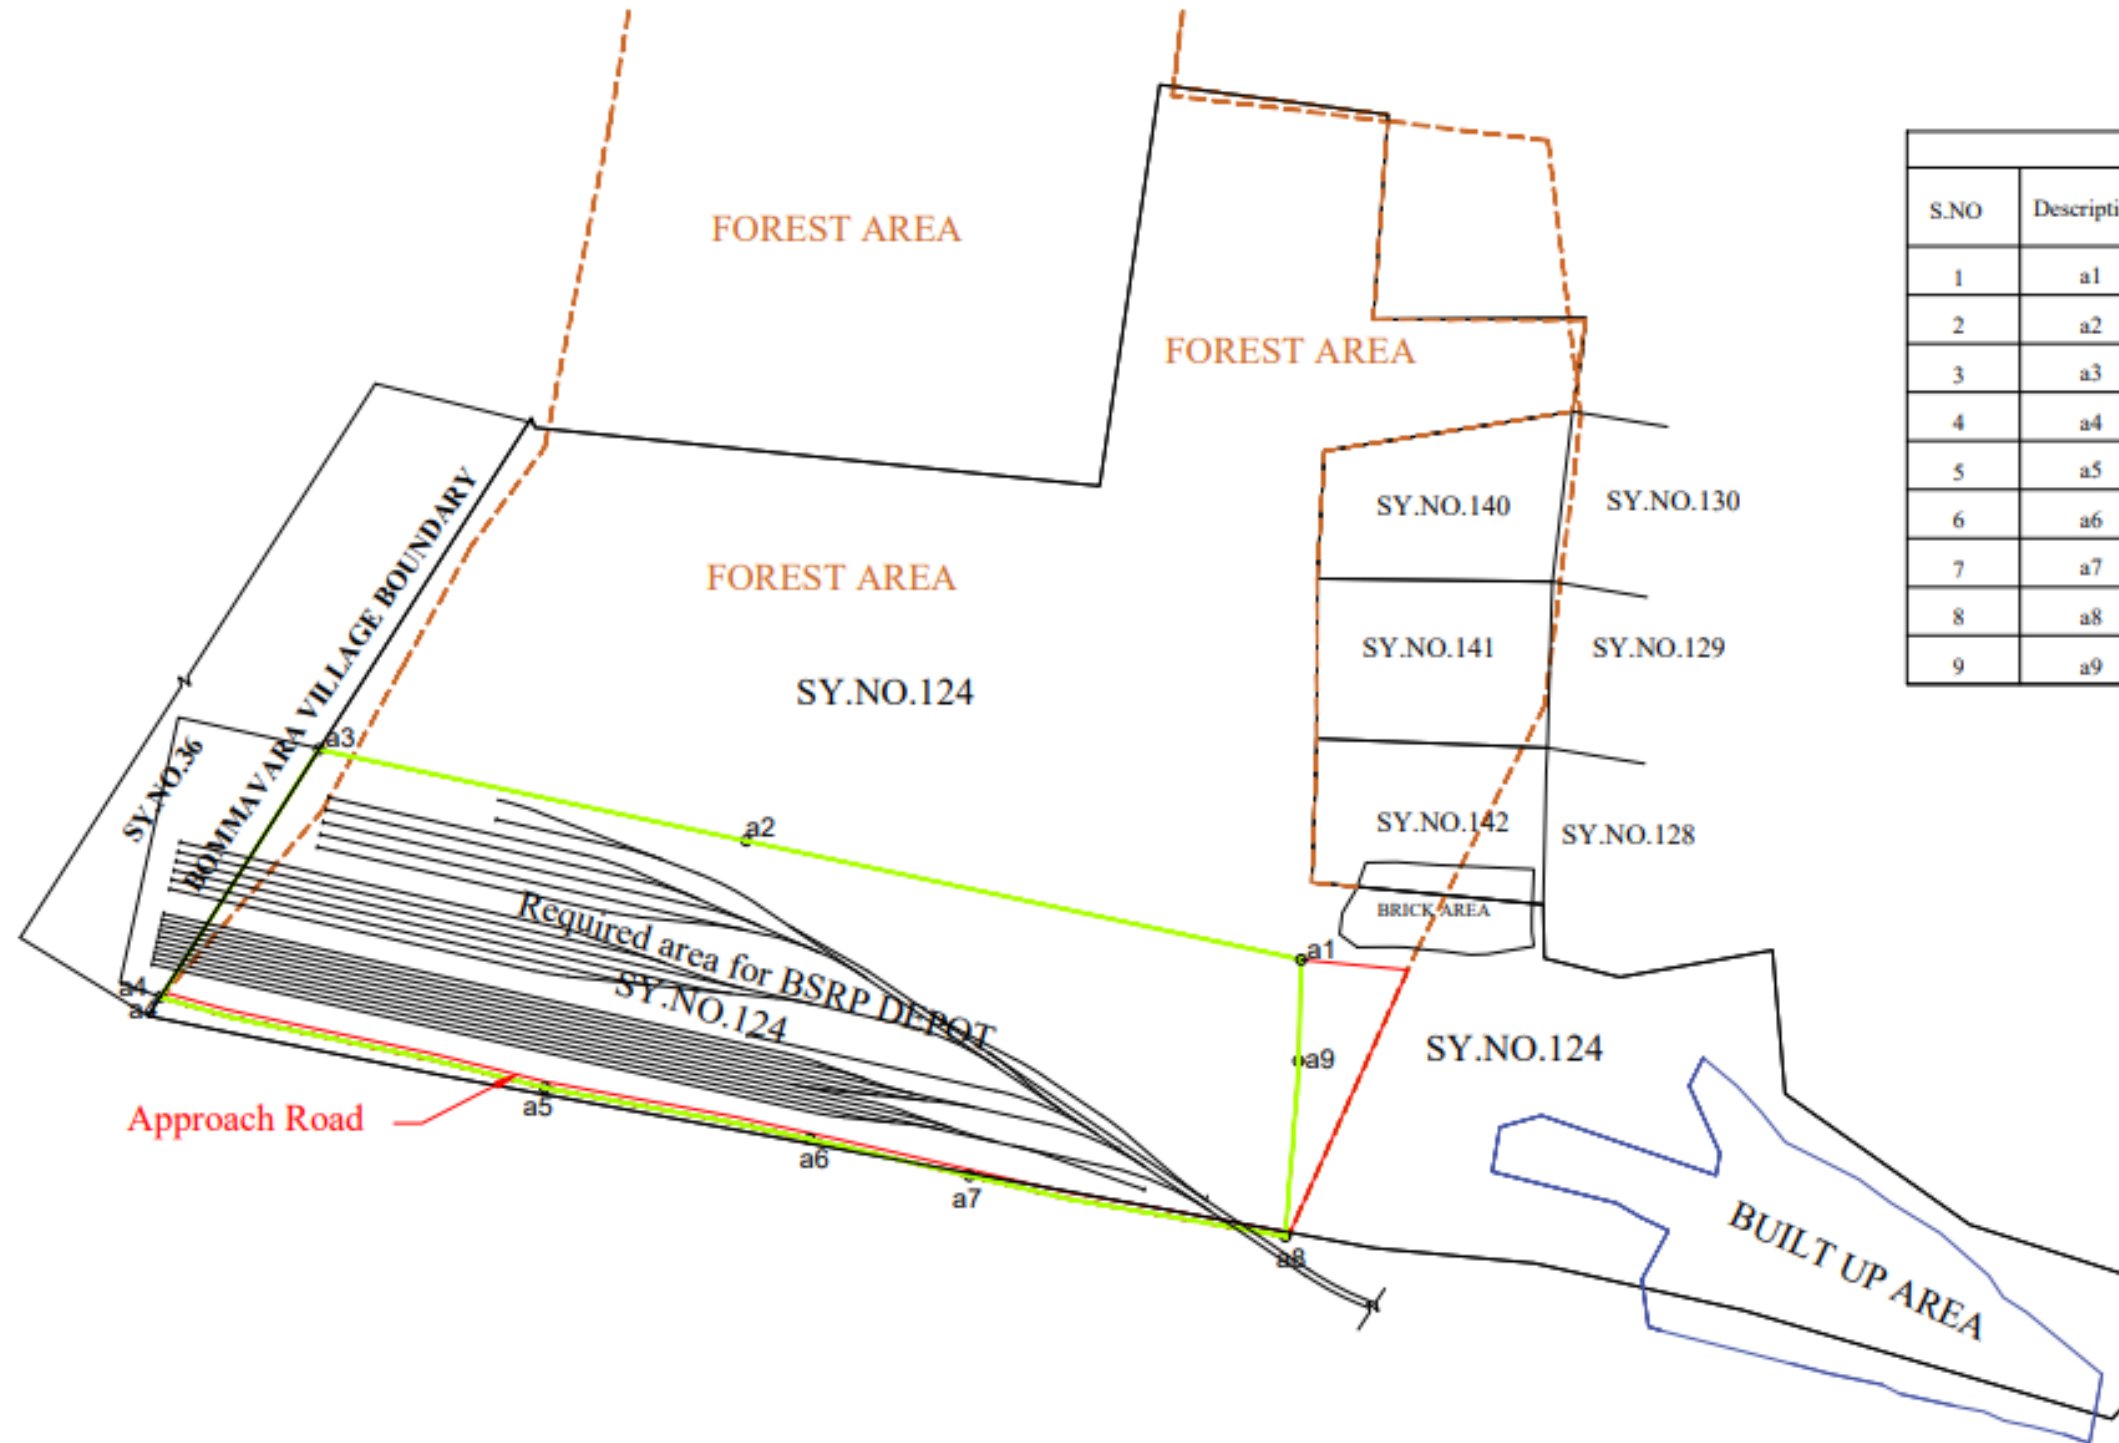 FOREST AREA
FOREST AREA
FOREST AREA
SY.NO.124
SY.NO.140
SY.NO.130
SY.NO.141
SY.NO.129
SY.NO.142
SY.NO.128
BRICK AREA
BOMMAVARA VILLAGE BOUNDARY
SY.NO.36
a3
a2
a1
a9
Required area for BSRP DEPOT
SY.NO.124
SY.NO.124
a4
a4
Approach Road
a5
a6
a7
a8
BUILT UP AREA
S.NO
1 a1
2 a2
3 a3
4 a4
5 a5
6 a6
7 a7
8 a8
9 a9